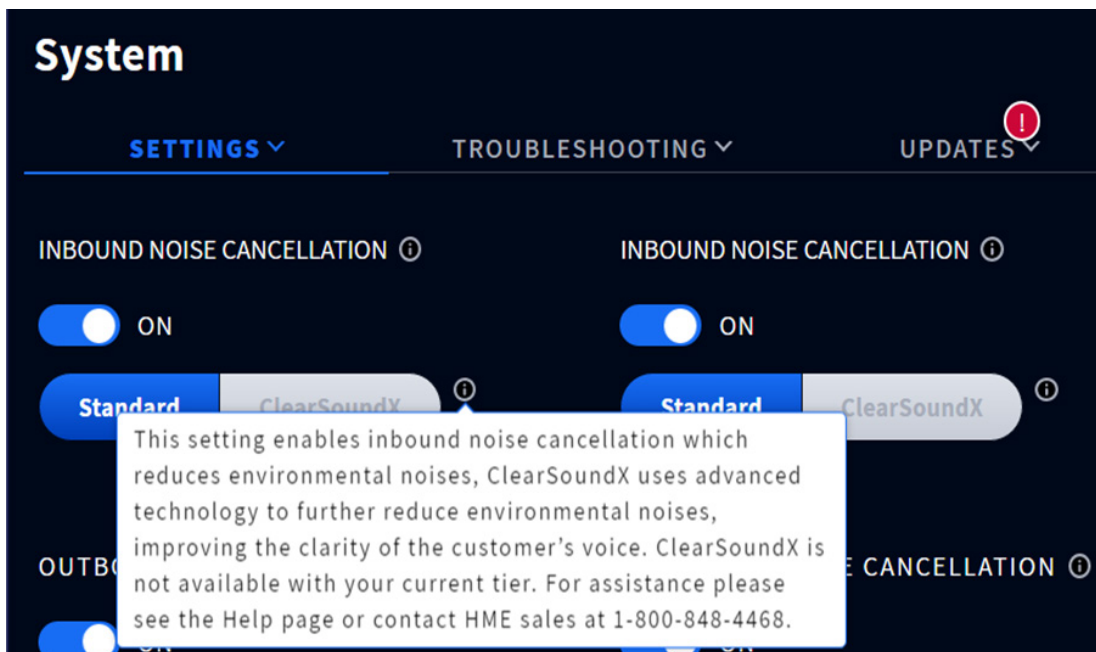 System
SETTINGS TROUBLESHOOTING UPDATES !
INBOUND NOISE CANCELLATION INBOUND NOISE CANCELLATION
ON ON
Standard ClearSoundX Standard ClearSoundX
This setting enables inbound noise cancellation which
reduces environmental noises, ClearSoundX uses advanced
technology to further reduce environmental noises,
improving the clarity of the customer's voice. ClearSoundX is
not available with your current tier. For assistance please
see the Help page or contact HME sales at 1-800-848-4468.
CANCELLATION
ON ON